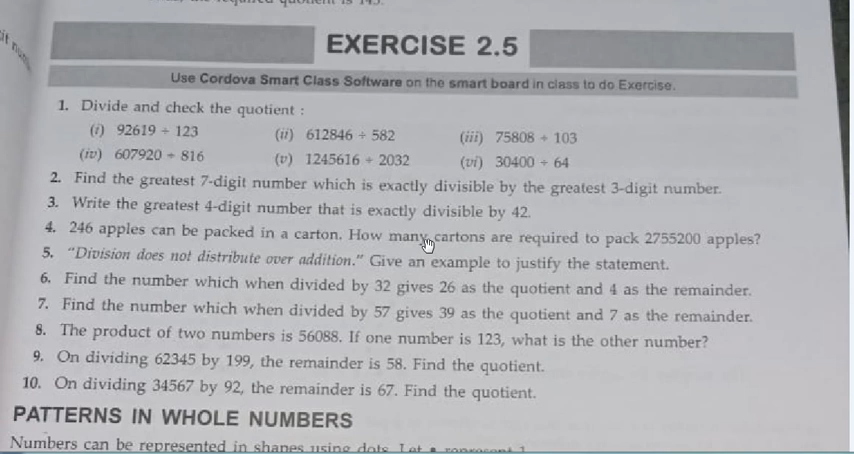 EXERCISE 2.5
Use Cordova Smart Class Software on the smart board in class to do Exercise.
1. Divide and check the quotient :
(i) 92619 ÷ 123 (ii) 612846 ÷ 582 (iii) 75808 ÷ 103
(iv) 607920 ÷ 816 (v) 1245616 ÷ 2032 (vi) 30400 ÷ 64
2. Find the greatest 7-digit number which is exactly divisible by the greatest 3-digit number.
3. Write the greatest 4-digit number that is exactly divisible by 42.
4. 246 apples can be packed in a carton. How many cartons are required to pack 2755200 apples?
5. "Division does not distribute over addition." Give an example to justify the statement.
6. Find the number which when divided by 32 gives 26 as the quotient and 4 as the remainder.
7. Find the number which when divided by 57 gives 39 as the quotient and 7 as the remainder.
8. The product of two numbers is 56088. If one number is 123, what is the other number?
9. On dividing 62345 by 199, the remainder is 58. Find the quotient.
10. On dividing 34567 by 92, the remainder is 67. Find the quotient.
PATTERNS IN WHOLE NUMBERS
Numbers can be represented in shapes using dots. Let